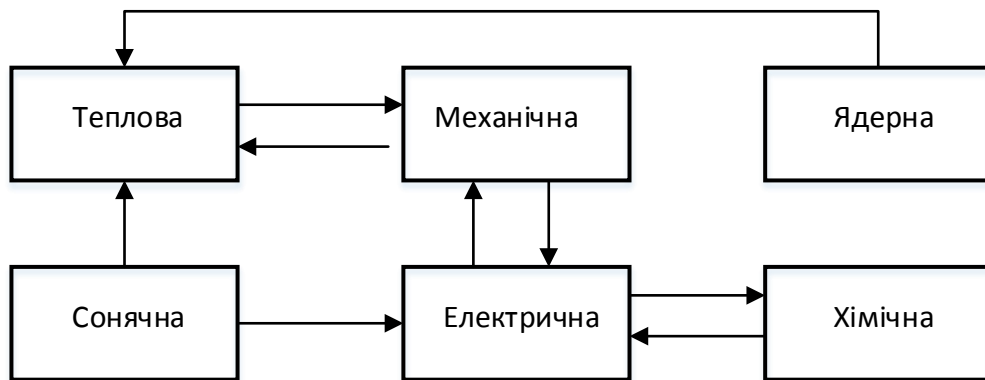 Теплова
Механічна
Ядерна
Сонячна
Електрична
Хімічна